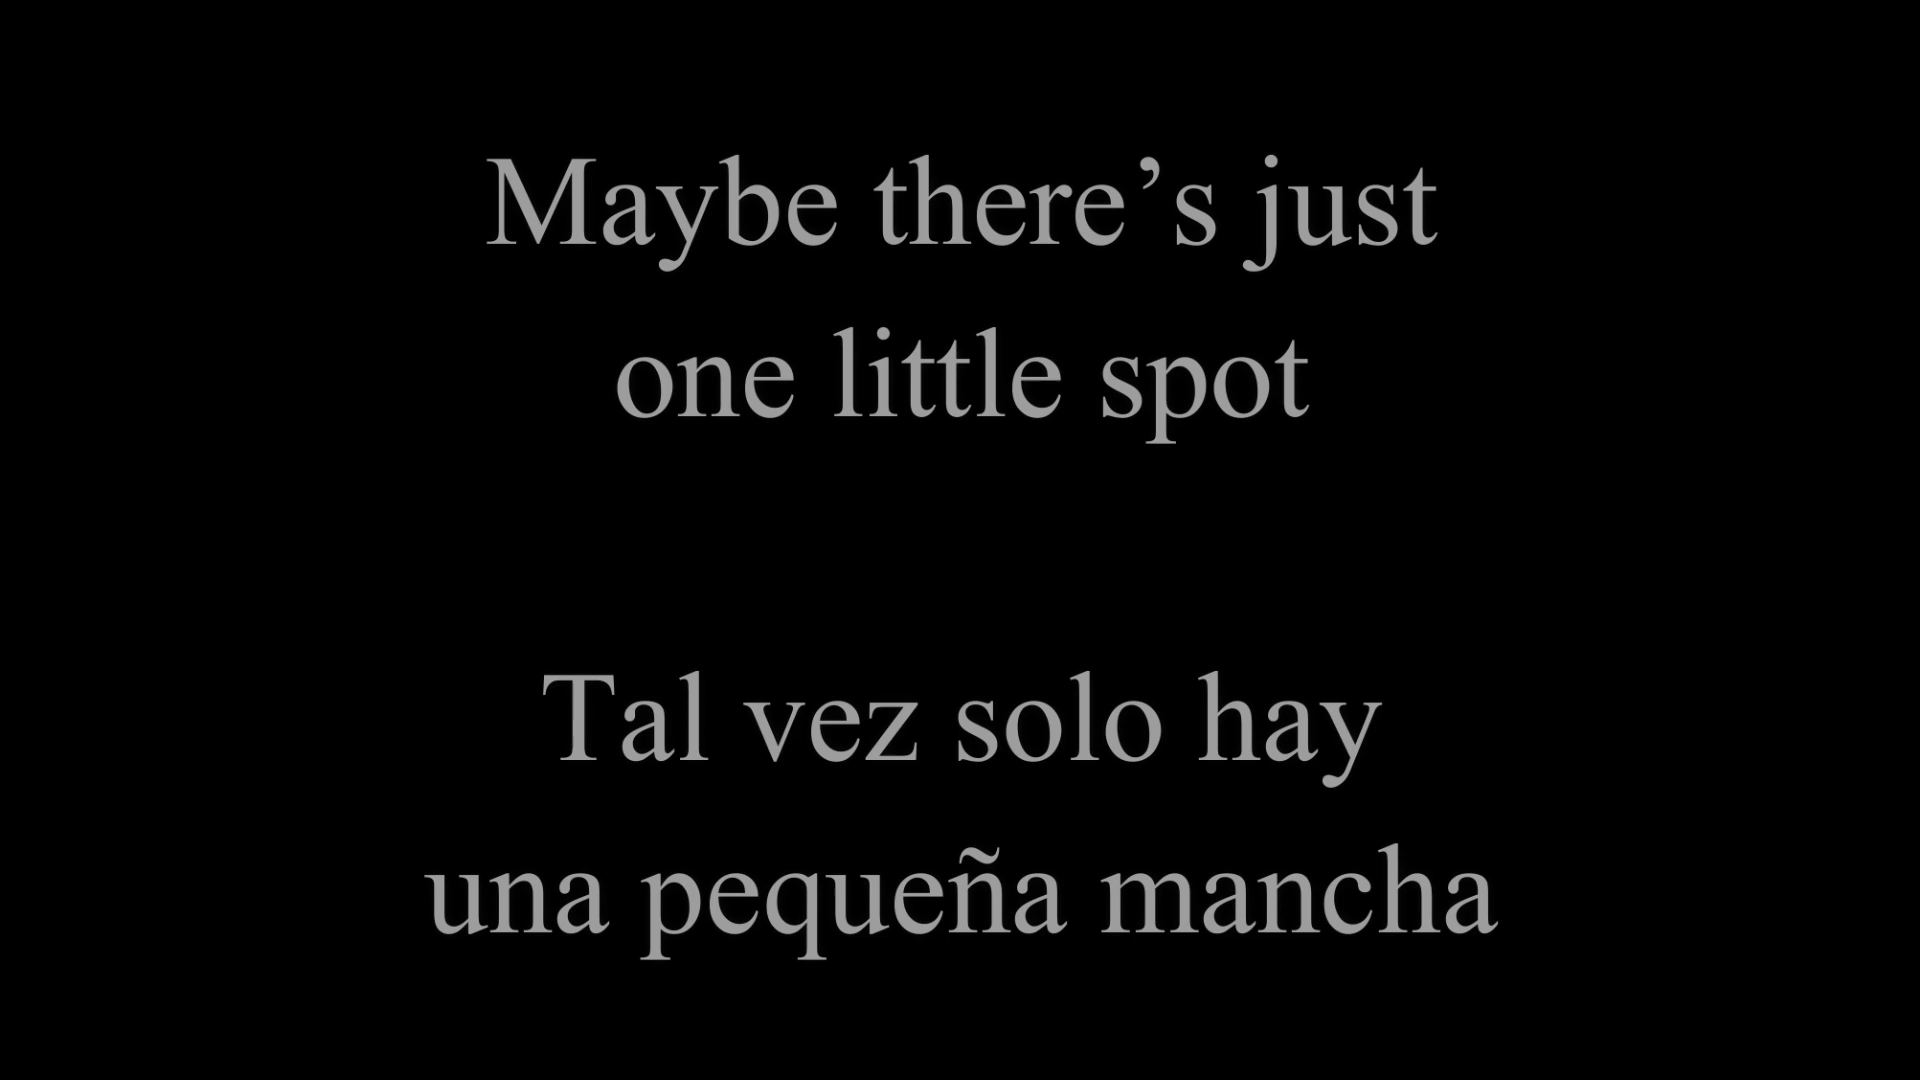 Maybe there’s just
one little spot
Tal vez solo hay
una pequeña mancha